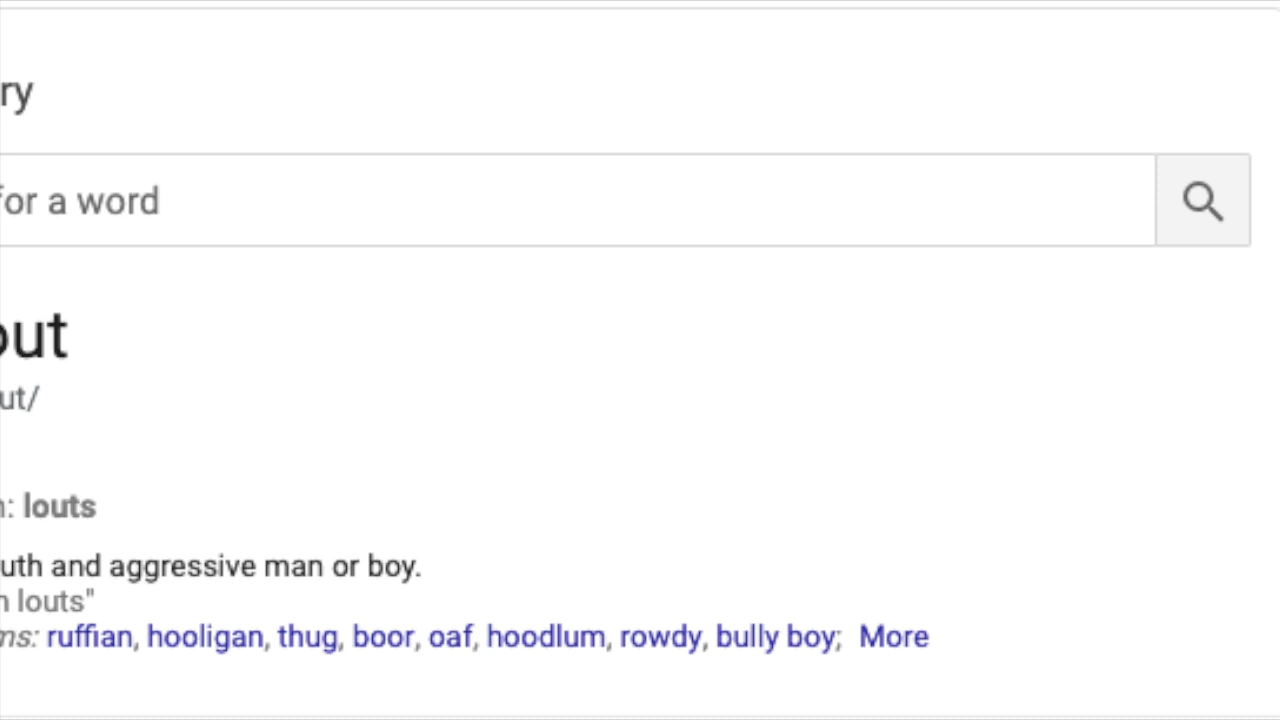 ry
for a word
out
ut/
n: louts
uth and aggressive man or boy.
n louts"
ms: ruffian, hooligan, thug, boor, oaf, hoodlum, rowdy, bully boy; More